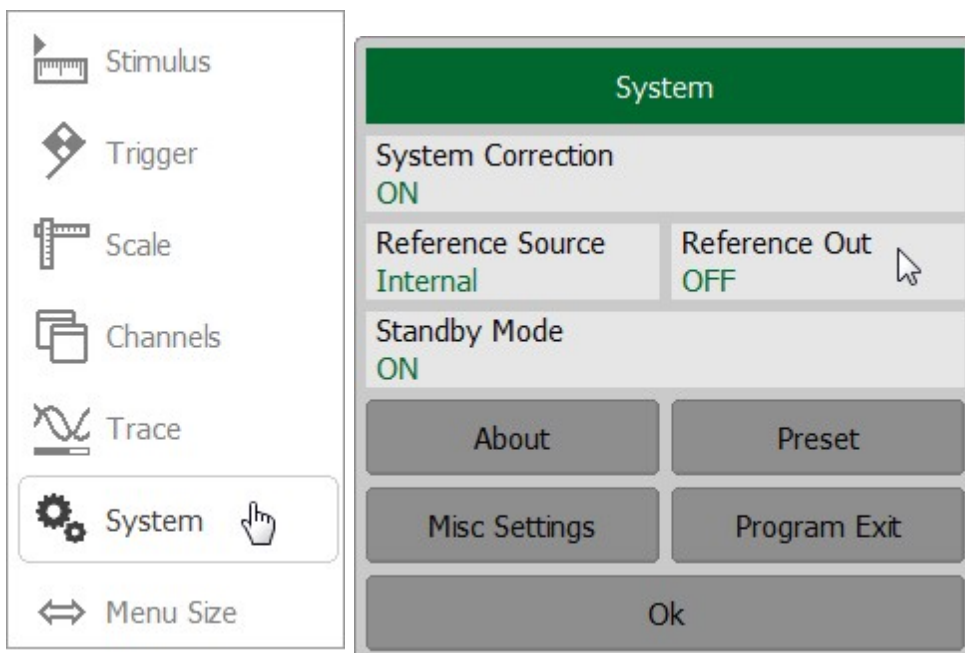 Stimulus
Trigger
Scale
Channels
Trace
System
Menu Size
System
System Correction
ON
Reference Source
Internal
Reference Out
OFF
Standby Mode
ON
About
Preset
Misc Settings
Program Exit
Ok